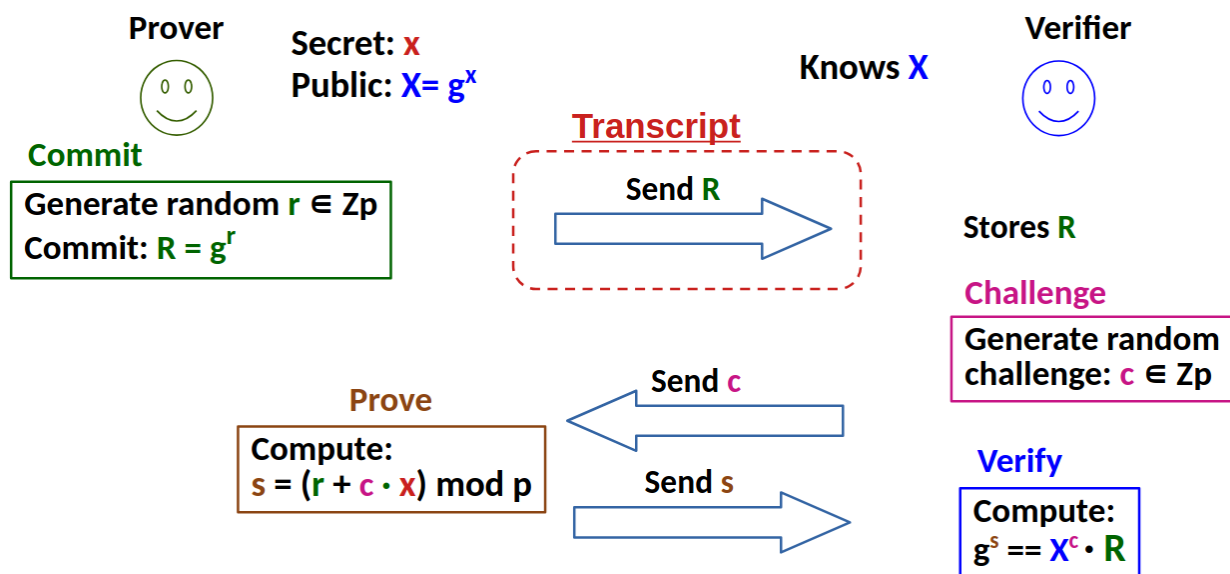 Prover
Secret: x
Public: X= g^x
Knows X
Verifier
Transcript
Commit
Generate random r ∈ Zp
Commit: R = g^r
Send R
Stores R
Challenge
Generate random
challenge: c ∈ Zp
Send c
Prove
Compute:
s = (r + c · x) mod p
Send s
Verify
Compute:
g^s == X^c · R